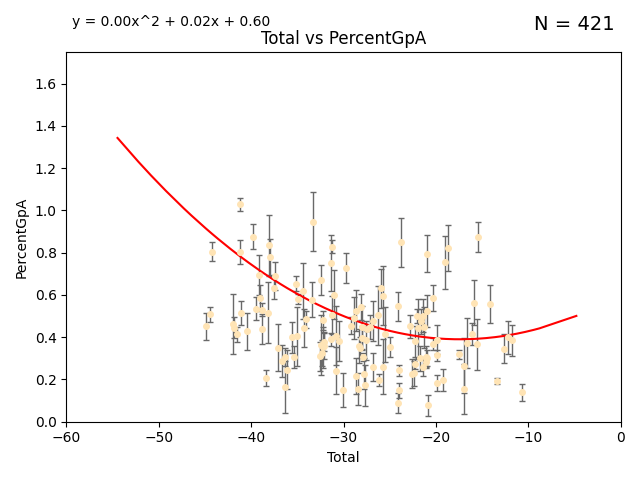 y = 0.00x^2 + 0.02x + 0.60
N = 421
Total vs PercentGpA
1.6
1.4
1.2
1.0
0.8
0.6
0.4
0.2
0.0
PercentGpA
−60 −50 −40 −30 −20 −10 0
Total